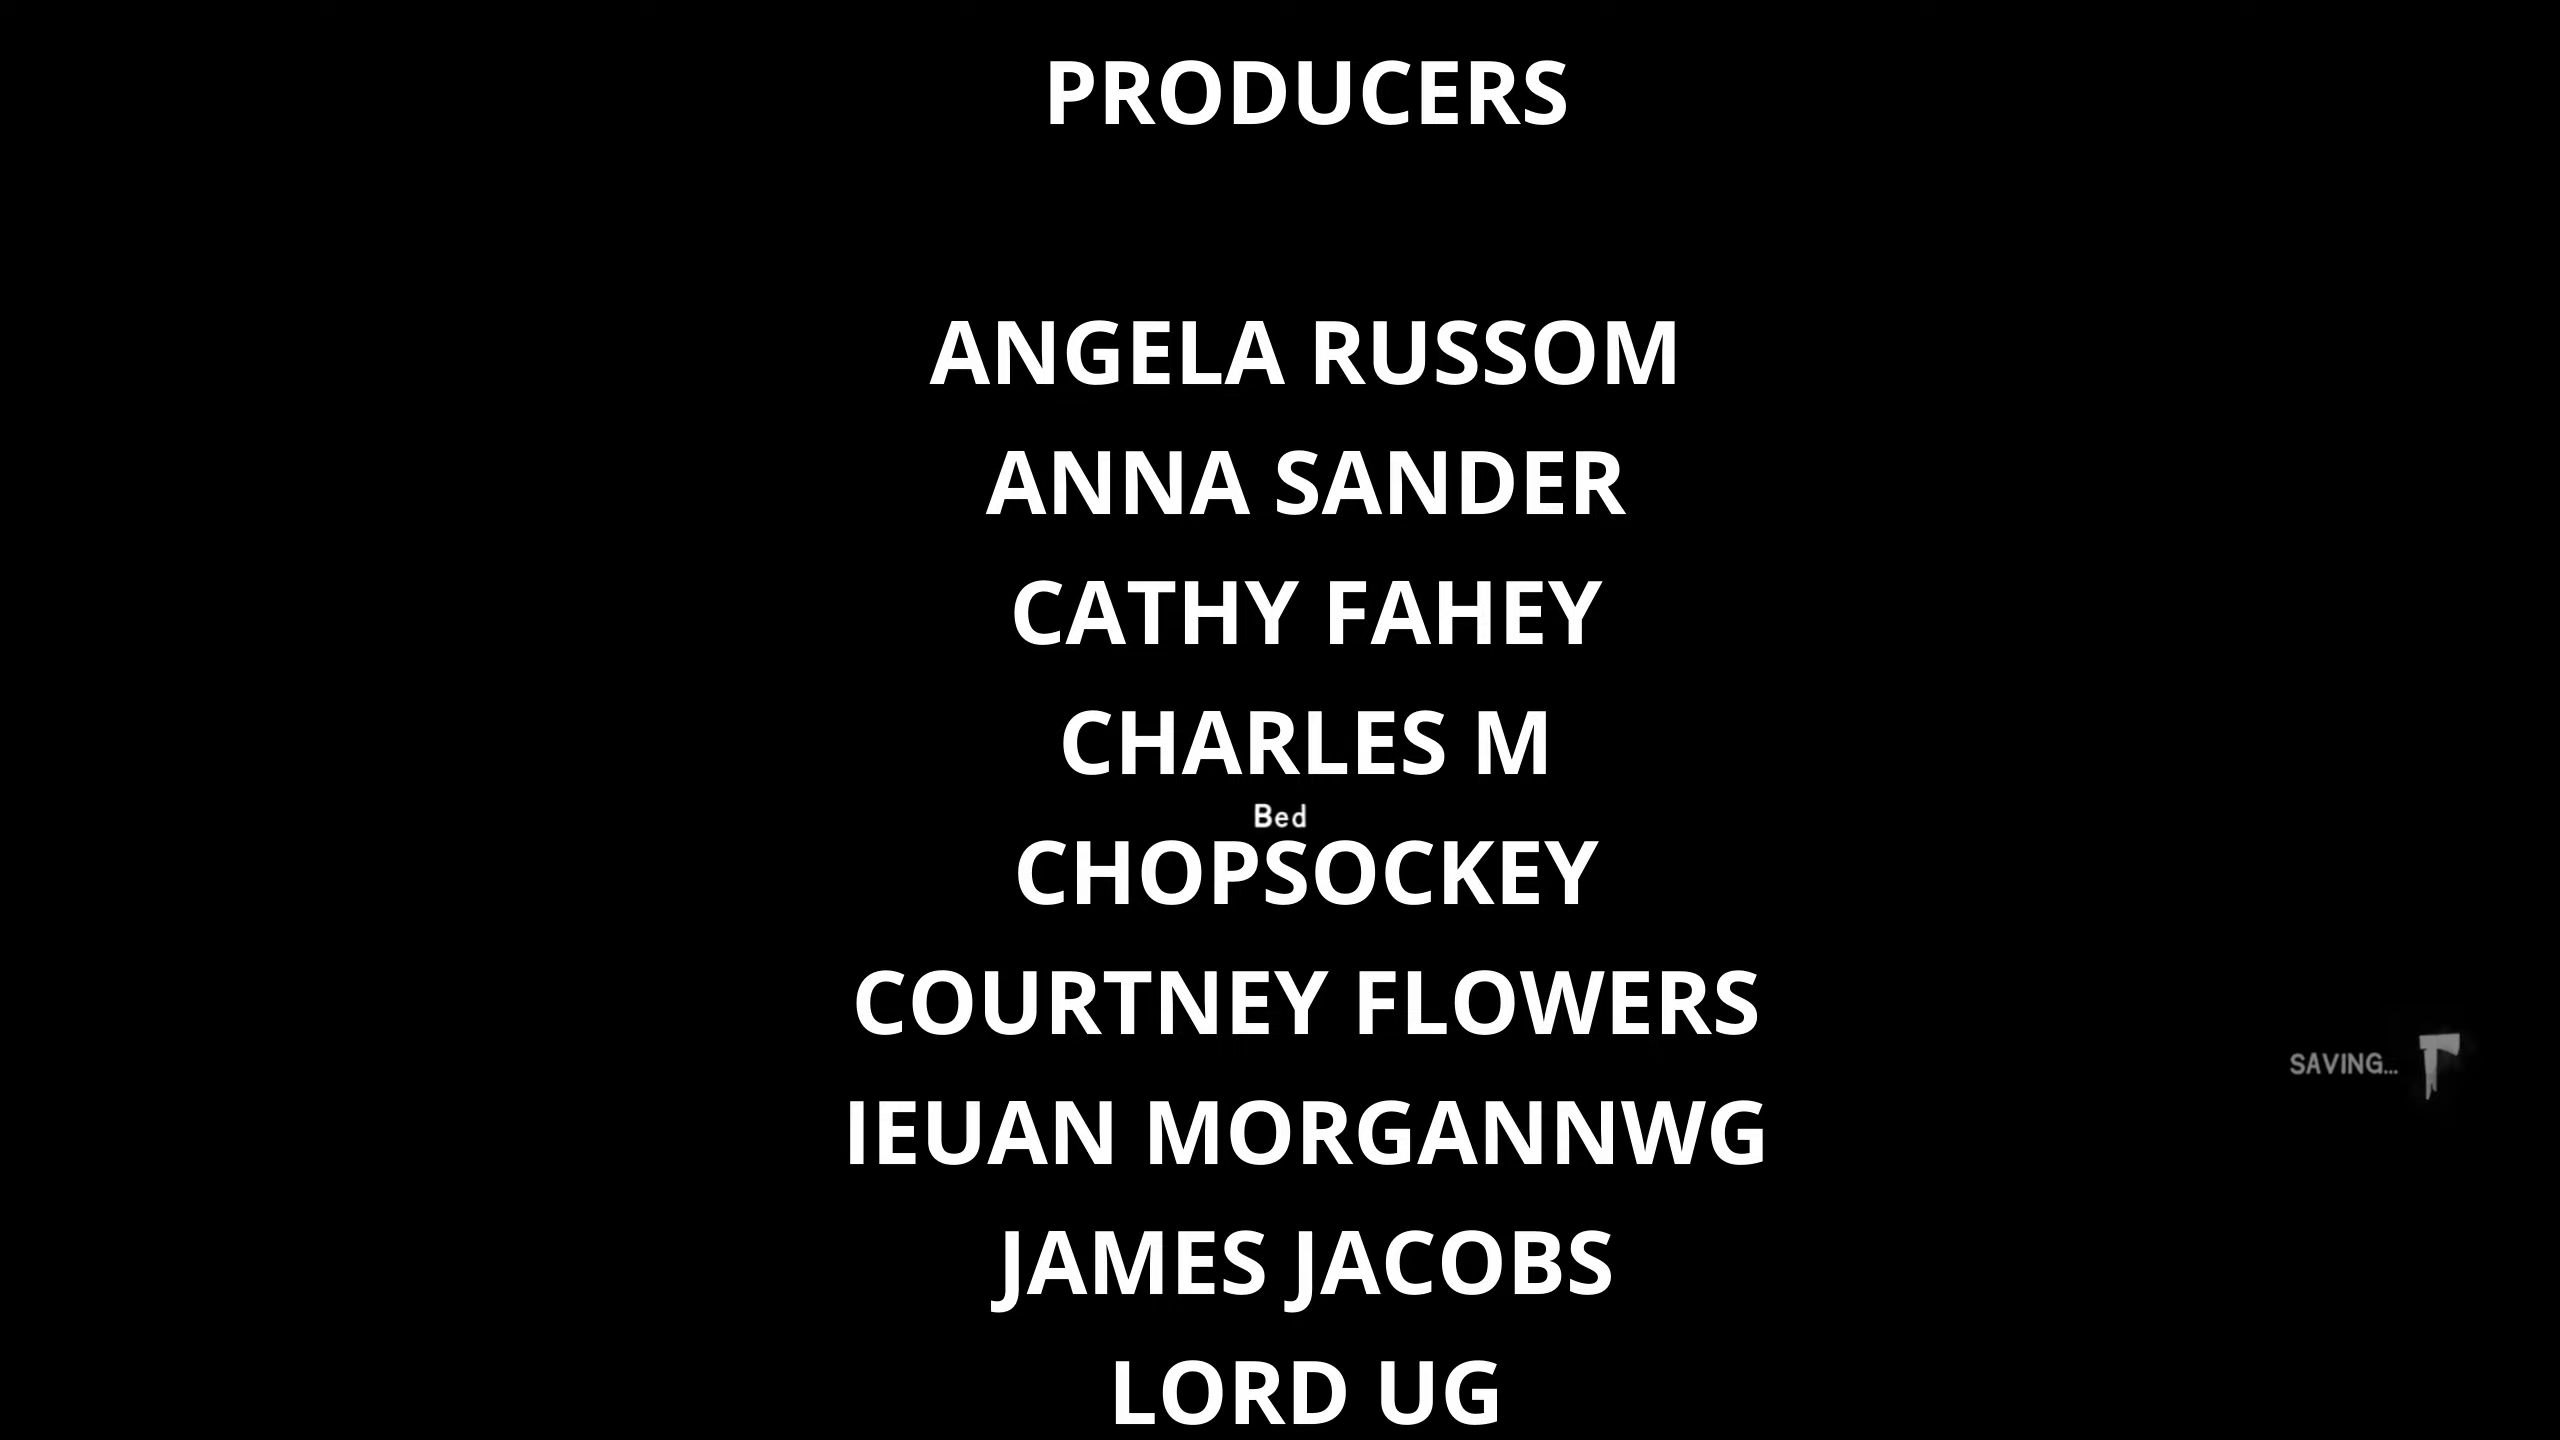 PRODUCERS
ANGELA RUSSOM
ANNA SANDER
CATHY FAHEY
CHARLES M
Bed
CHOPSOCKEY
COURTNEY FLOWERS
SAVING...
IEUAN MORGANNWG
JAMES JACOBS
LORD UG